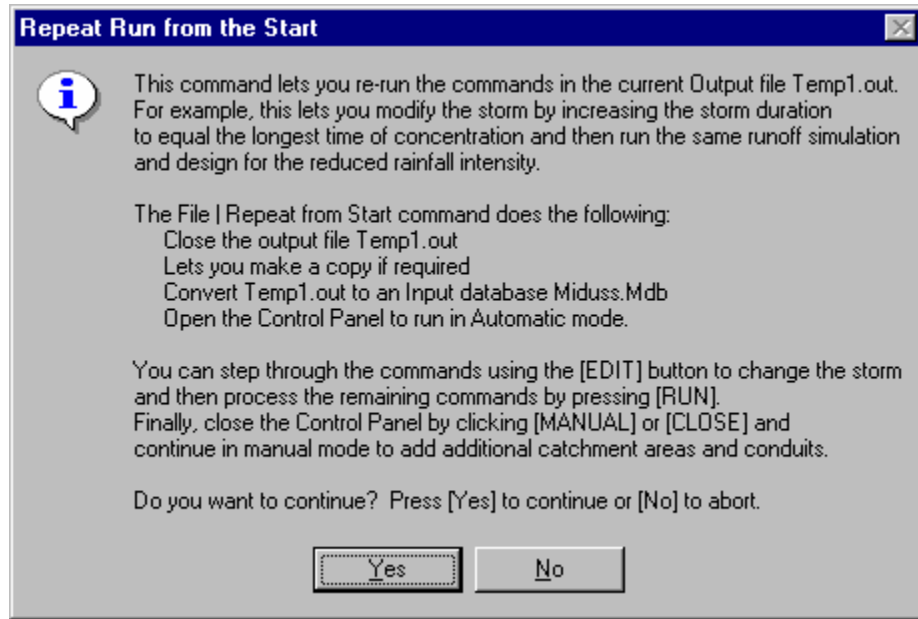 Repeat Run from the Start
This command lets you re-run the commands in the current Output file Temp1.out.
For example, this lets you modify the storm by increasing the storm duration
to equal the longest time of concentration and then run the same runoff simulation
and design for the reduced rainfall intensity.
The File | Repeat from Start command does the following:
Close the output file Temp1.out
Lets you make a copy if required
Convert Temp1.out to an Input database Miduss.Mdb
Open the Control Panel to run in Automatic mode.
You can step through the commands using the [EDIT] button to change the storm
and then process the remaining commands by pressing [RUN].
Finally, close the Control Panel by clicking [MANUAL] or [CLOSE] and
continue in manual mode to add additional catchment areas and conduits.
Do you want to continue?  Press [Yes] to continue or [No] to abort.
Yes
No